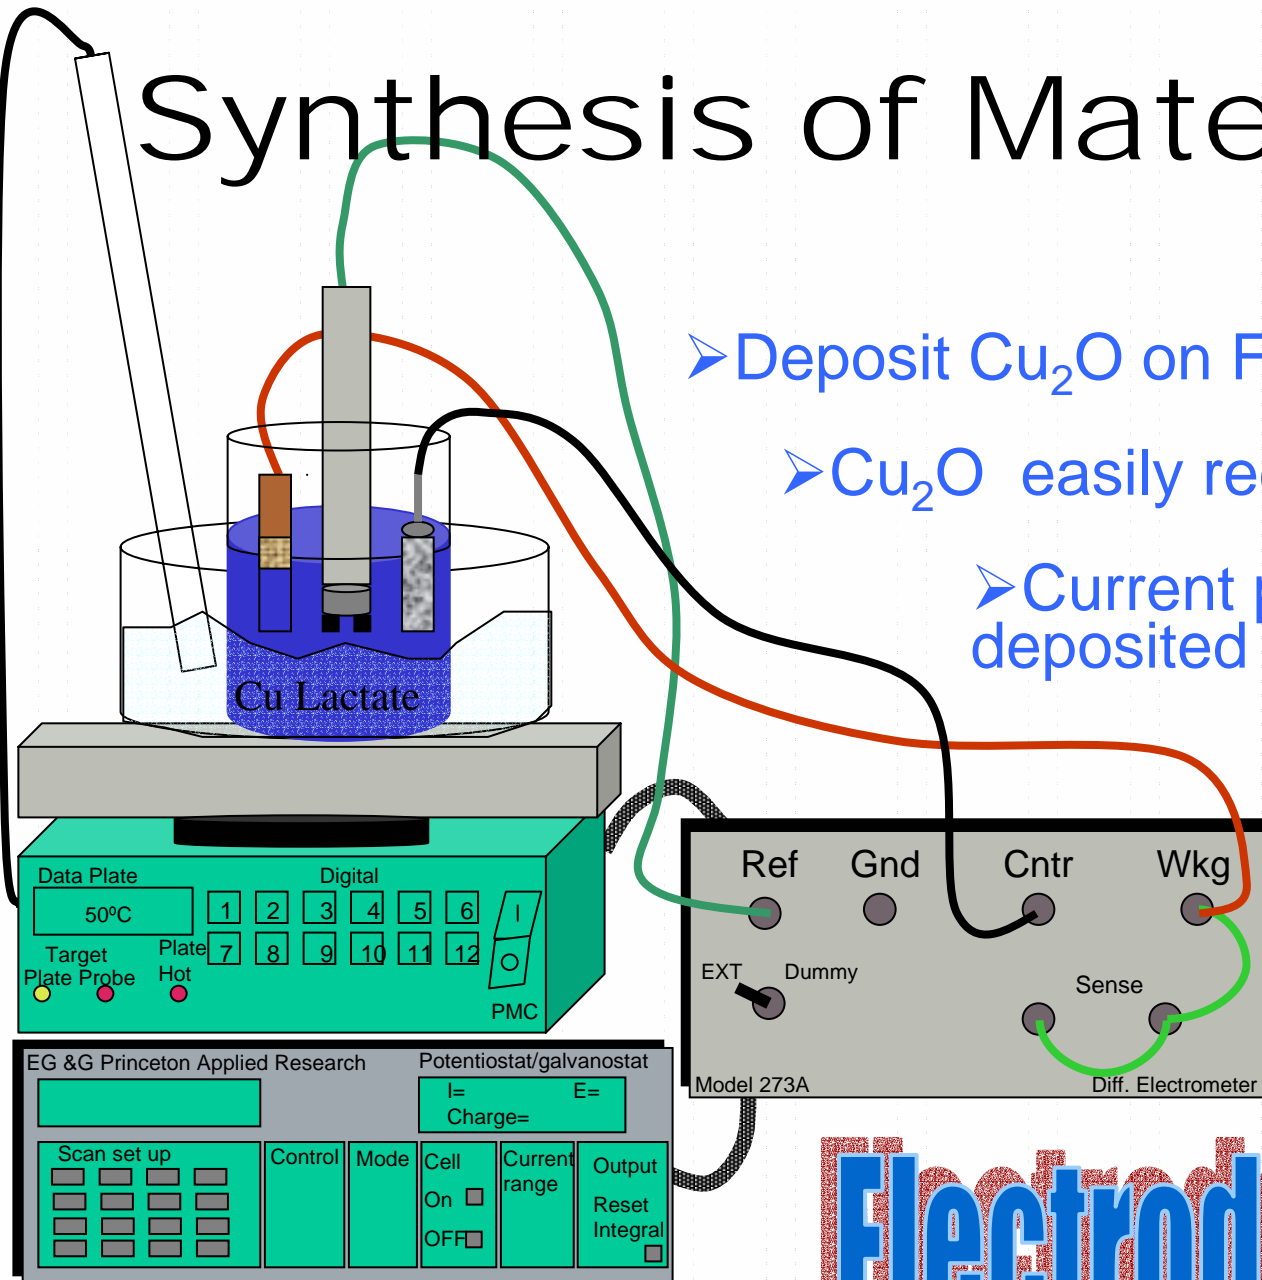 Synthesis of Mate
➢Deposit Cu₂O on F
➢Cu₂O easily re
➢Current
deposited
Cu Lactate
Data Plate
Digital
50ºC
1 2 3 4 5 6
7 8 9 10 11 12
Target
Plate Probe
Plate
Hot
I
O
PMC
Ref Gnd Cntr Wkg
EXT Dummy
Sense
Model 273A
Diff. Electrometer
EG &G Princeton Applied Research
Potentiostat/galvanostat
I= E=
Charge=
Scan set up
Control
Mode
Cell
On
OFF
Current
range
Output
Reset
Integral
Electrod